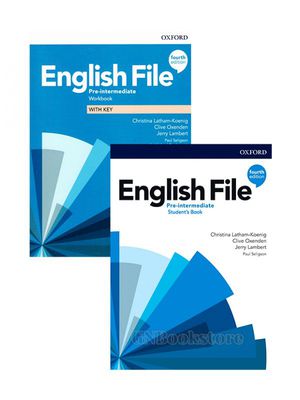 OXFORD
English File
fourth
edition
Pre-intermediate
Workbook
WITH KEY
Christina Latham-Koenig
Clive Oxenden
Jerry Lambert
Paul Seligson
OXFORD
English File
fourth
edition
Pre-intermediate
Student's Book
Christina Latham-Koenig
Clive Oxenden
Jerry Lambert
Paul Seligson
GNBookstore